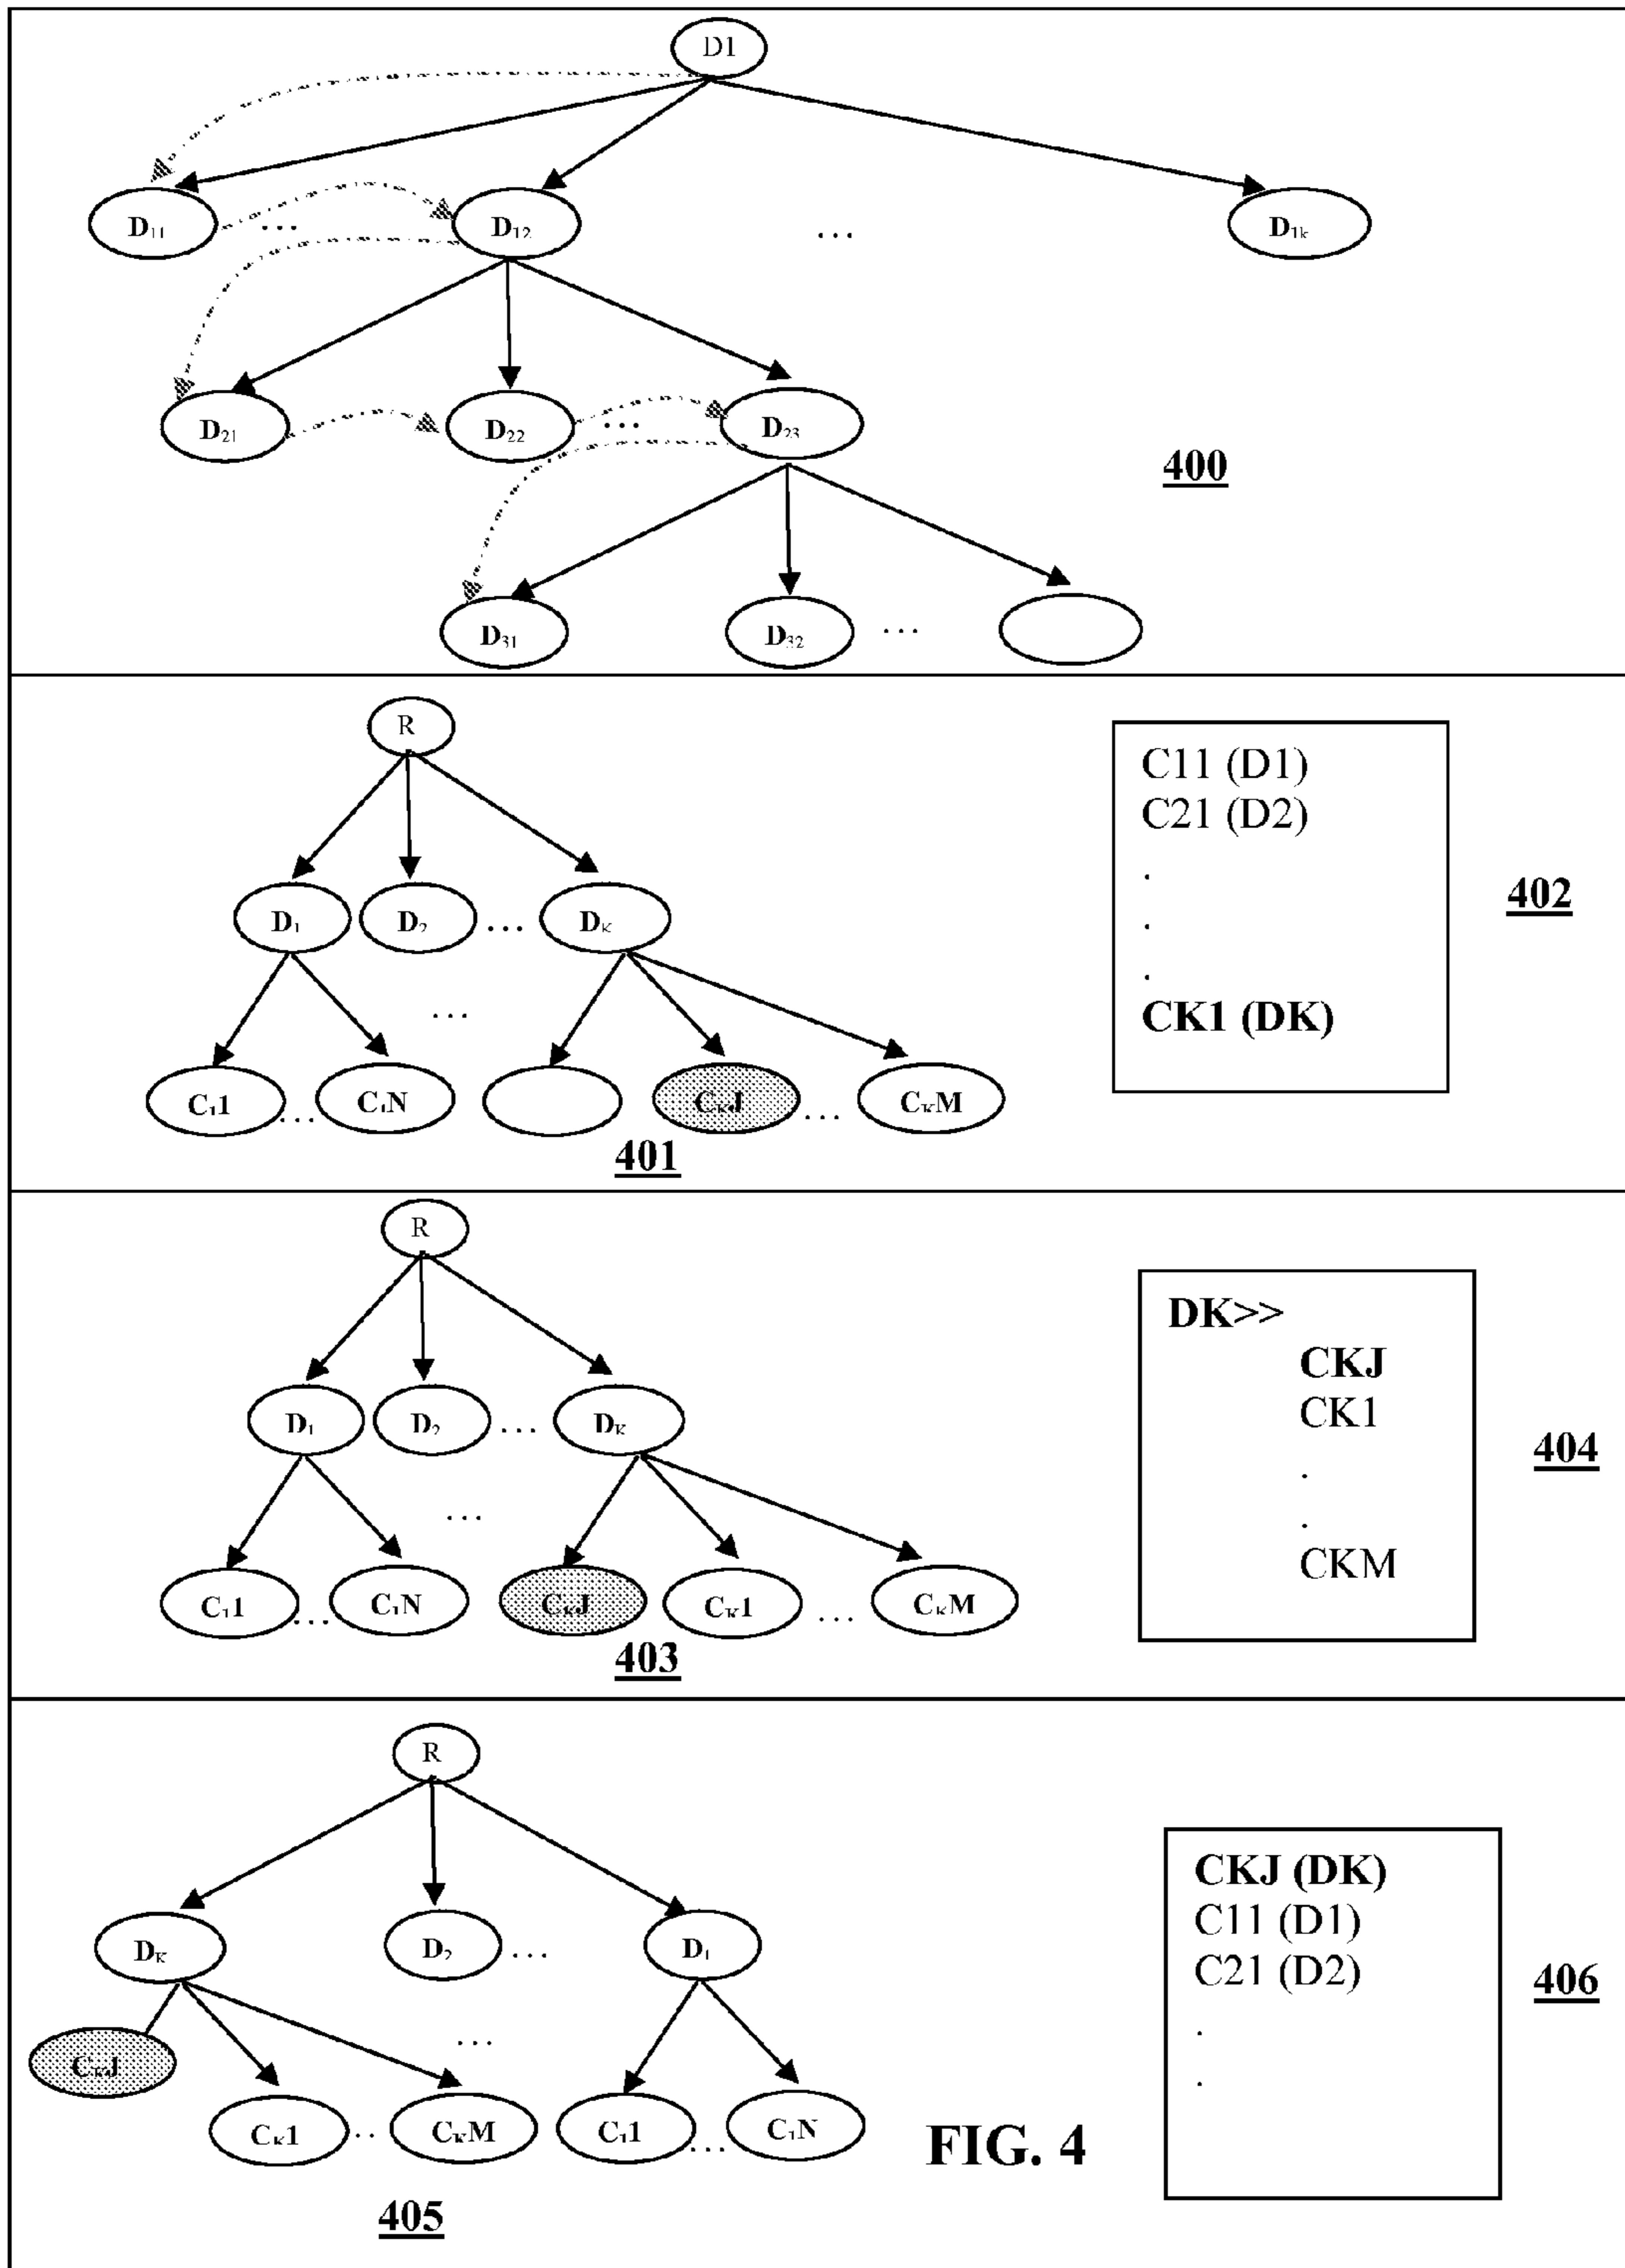 D1
D₁₁ ... D₁₂ ... D₁ₖ
D₂₁ D₂₂ ... D₂₃
400
D₃₁ D₃₂ ...
R
C11 (D1)
C21 (D2)
.
.
.
CK1 (DK)
402
D₁ D₂ ... Dₖ
...
C₁1 ... C₁N CₖJ ... CₖM
401
R
DK>>
CKJ
CK1
.
.
CKM
404
D₁ D₂ ... Dₖ
...
C₁1 ... C₁N CₖJ Cₖ1 ... CₖM
403
R
CKJ (DK)
C11 (D1)
C21 (D2)
.
.
406
Dₖ D₂ ... D₁
...
CₖJ
Cₖ1 .. CₖM C₁1 ... C₁N
FIG. 4
405